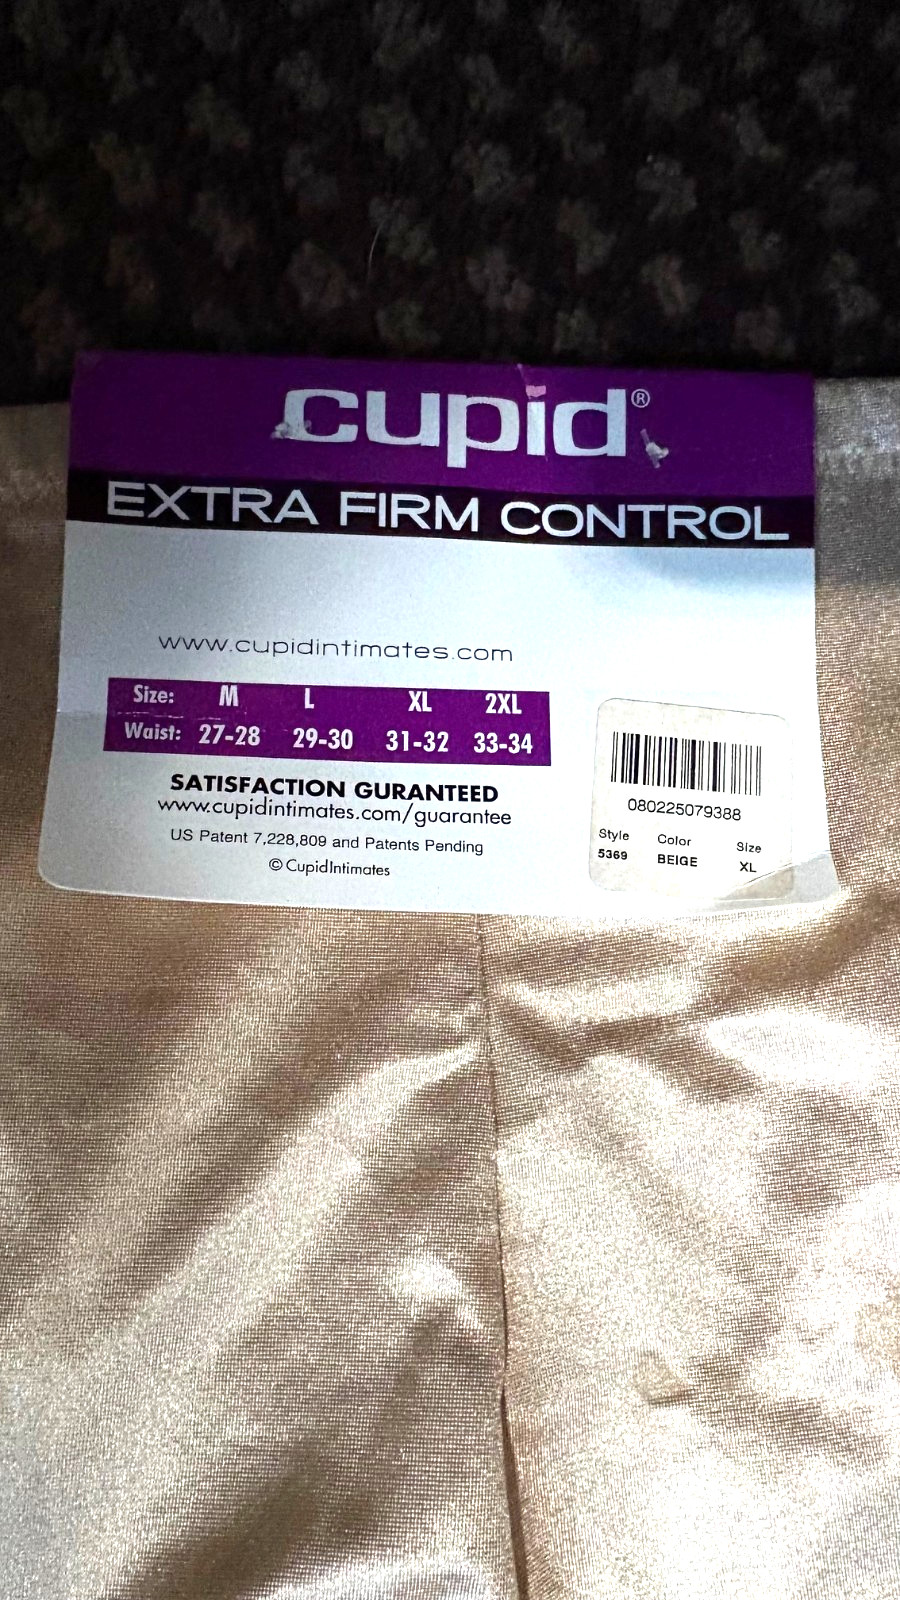 cupid®
EXTRA FIRM CONTROL
www.cupidintimates.com
Size: M L XL 2XL
Waist: 27-28 29-30 31-32 33-34
SATISFACTION GURANTEED
www.cupidintimates.com/guarantee
US Patent 7,228,809 and Patents Pending
© CupidIntimates
080225079388
Style Color Size
5369 BEIGE XL